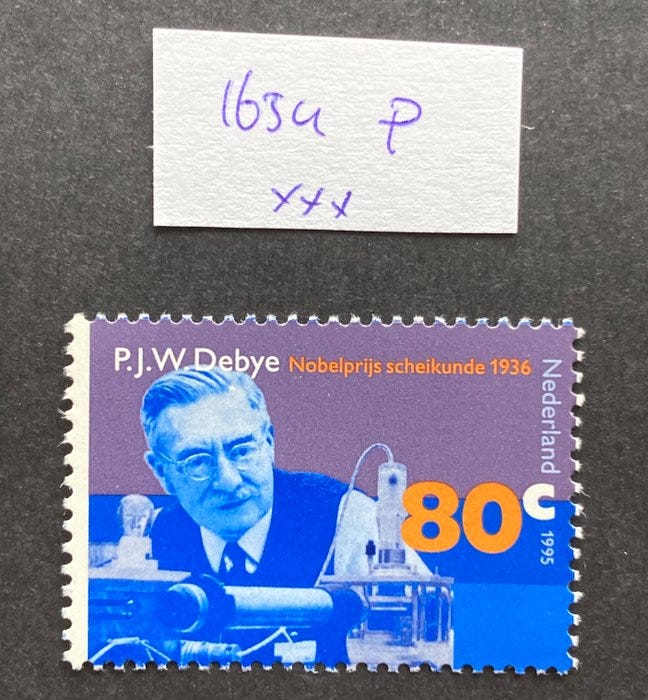 1634 P
xxx
P.J.W. Debye Nobelprijs scheikunde 1936
Nederland
80c
1995